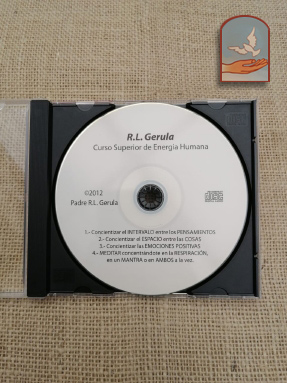 R.L. Gerula
Curso Superior de Energía Humana
©2012
Padre R.L. Gerula
1.- Concientizar el INTERVALO entre los PENSAMIENTOS
2.- Concientizar el ESPACIO entre las COSAS
3.- Concientizar las EMOCIONES POSITIVAS
4.- MEDITAR concentrándote en la RESPIRACIÓN,
en un MANTRA o en AMBOS a la vez.